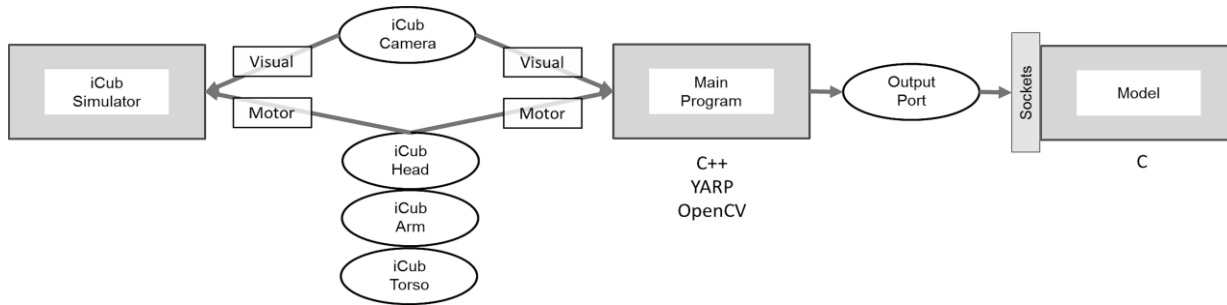 iCub
Camera
Visual
Visual
iCub
Simulator
Main
Program
Output
Port
Sockets
Model
Motor
Motor
iCub
Head
C++
YARP
OpenCV
C
iCub
Arm
iCub
Torso